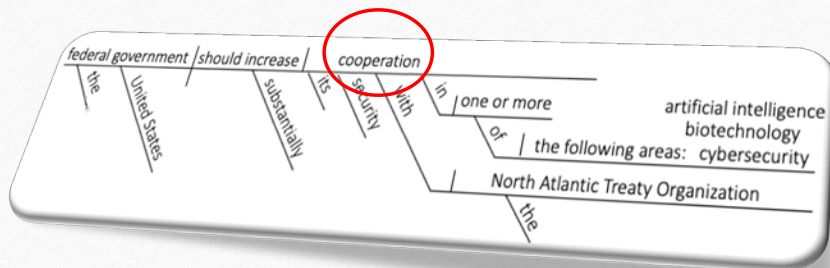 federal government should increase its security cooperation
the United States
substantially
with
in one or more
of the following areas:
artificial intelligence
biotechnology
cybersecurity
North Atlantic Treaty Organization
the